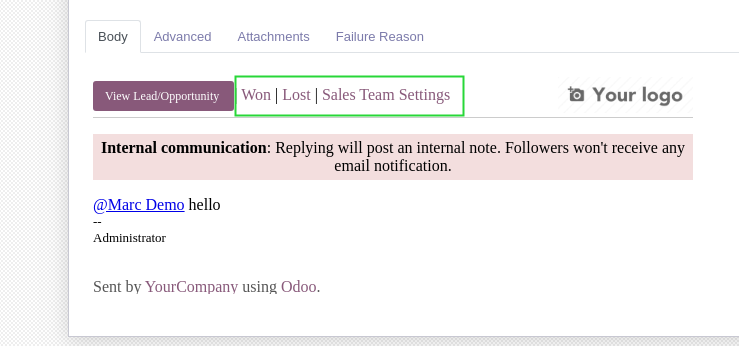 Body Advanced Attachments Failure Reason
View Lead/Opportunity Won | Lost | Sales Team Settings Your logo
Internal communication: Replying will post an internal note. Followers won't receive any
email notification.
@Marc Demo hello
--
Administrator
Sent by YourCompany using Odoo.